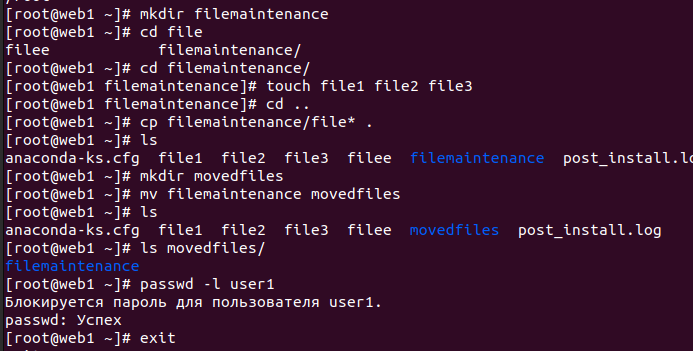 [root@web1 ~]# mkdir filemaintenance
[root@web1 ~]# cd file
filee filemaintenance/
[root@web1 ~]# cd filemaintenance/
[root@web1 filemaintenance]# touch file1 file2 file3
[root@web1 filemaintenance]# cd ..
[root@web1 ~]# cp filemaintenance/file* .
[root@web1 ~]# ls
anaconda-ks.cfg file1 file2 file3 filee filemaintenance post_install.lo
[root@web1 ~]# mkdir movedfiles
[root@web1 ~]# mv filemaintenance movedfiles
[root@web1 ~]# ls
anaconda-ks.cfg file1 file2 file3 filee movedfiles post_install.log
[root@web1 ~]# ls movedfiles/
filemaintenance
[root@web1 ~]# passwd -l user1
Блокируется пароль для пользователя user1.
passwd: Успех
[root@web1 ~]# exit